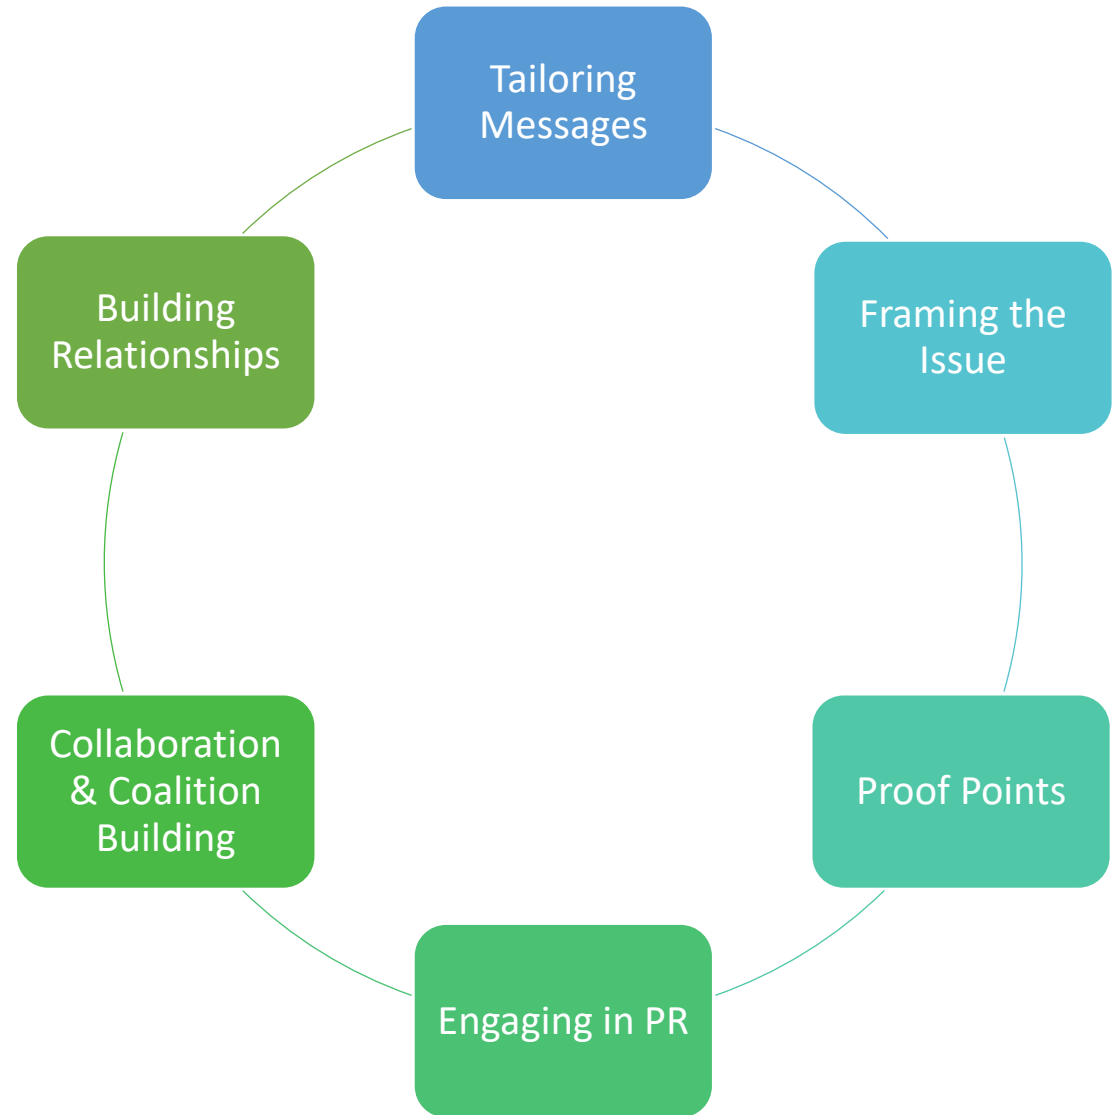 Tailoring
Messages
Framing the
Issue
Proof Points
Engaging in PR
Collaboration
& Coalition
Building
Building
Relationships